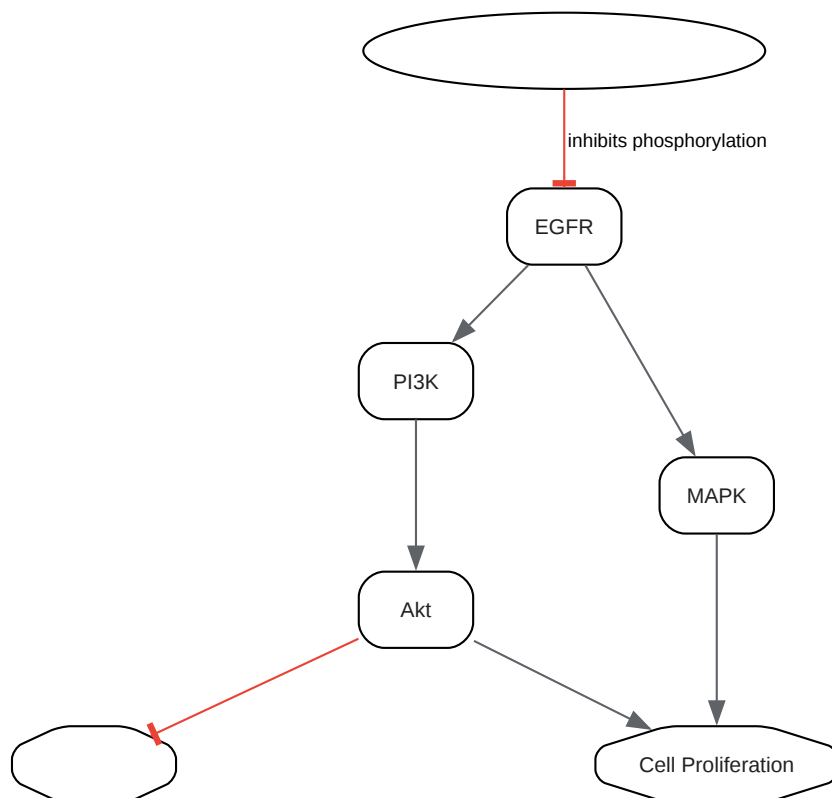 inhibits phosphorylation
EGFR
PI3K
MAPK
Akt
Cell Proliferation